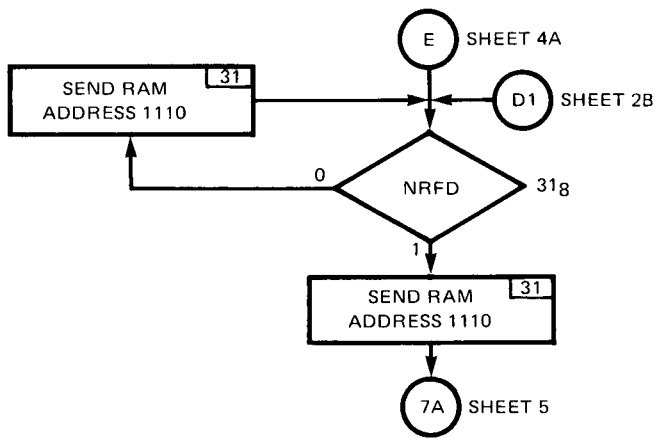 E SHEET 4A
31
SEND RAM
ADDRESS 1110
D1 SHEET 2B
0
NRFD
31₈
1
31
SEND RAM
ADDRESS 1110
7A SHEET 5